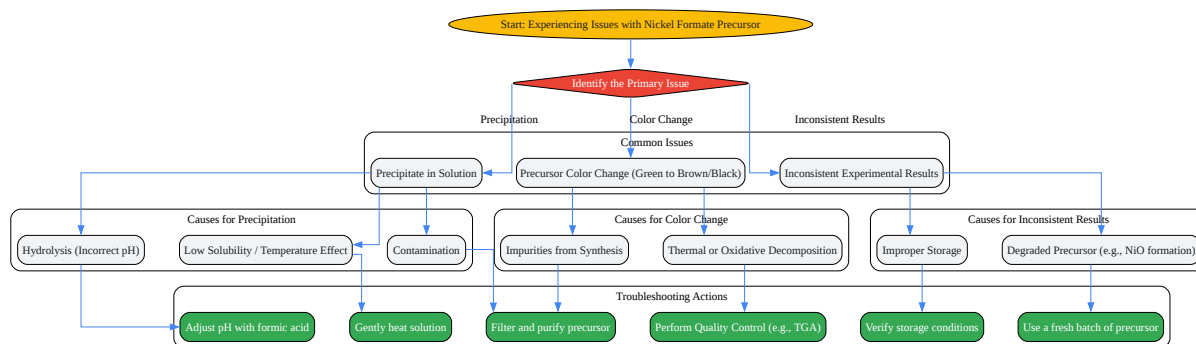 Start: Experiencing Issues with Nickel Formate Precursor
Identify the Primary Issue
Precipitation
Color Change
Inconsistent Results
Common Issues
Precipitate in Solution
Precursor Color Change (Green to Brown/Black)
Inconsistent Experimental Results
Causes for Precipitation
Causes for Color Change
Causes for Inconsistent Results
Hydrolysis (Incorrect pH)
Low Solubility / Temperature Effect
Contamination
Impurities from Synthesis
Thermal or Oxidative Decomposition
Improper Storage
Degraded Precursor (e.g., NiO formation)
Troubleshooting Actions
Adjust pH with formic acid
Gently heat solution
Filter and purify precursor
Perform Quality Control (e.g., TGA)
Verify storage conditions
Use a fresh batch of precursor